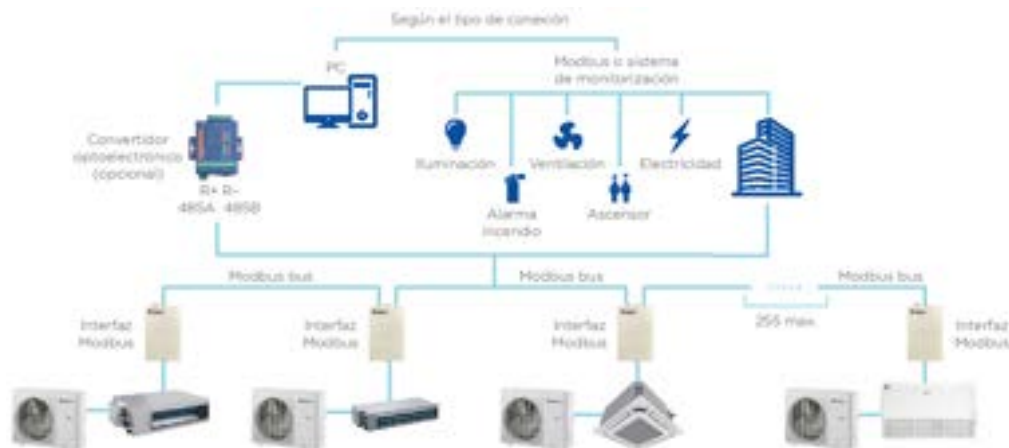 Según el tipo de conexión
PC
Modbus o sistema
de monitorización
Convertidor
optoelectrónico
(opcional)
R+ R-
485A 485B
Iluminación
Ventilación
Electricidad
Alarma
incendio
Ascensor
Modbus bus
Modbus bus
Modbus bus
255 max.
Interfaz
Modbus
Interfaz
Modbus
Interfaz
Modbus
Interfaz
Modbus